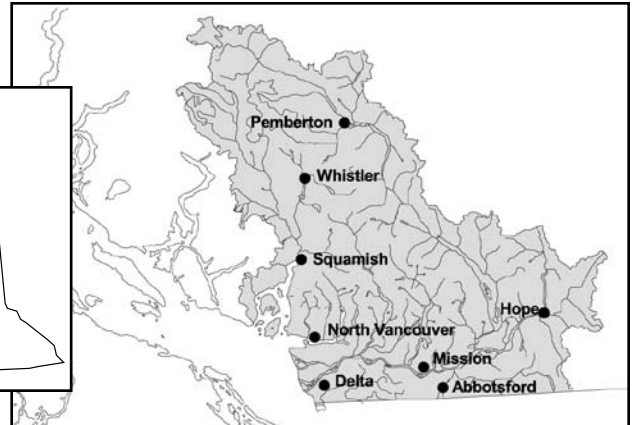 Pemberton
Whistler
Squamish
Hope
North Vancouver
Mission
Delta
Abbotsford